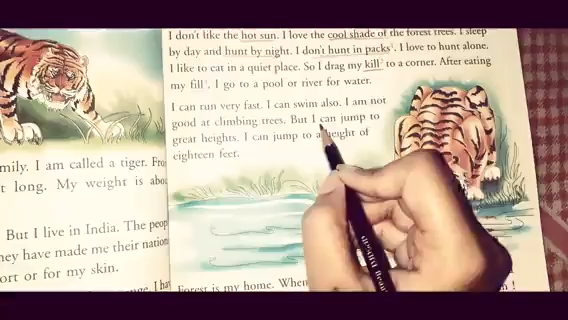 mily. I am called a tiger. Fro
t long. My weight is abou
But I live in India. The peop
hey have made me their nation
ort or for my skin.
I don't like the hot sun. I love the cool shade of the forest trees. I sleep
by day and hunt by night. I don't hunt in packs¹. I love to hunt alone.
I like to eat in a quiet place. So I drag my kill² to a corner. After eating
my fill³, I go to a pool or river for water.
I can run very fast. I can swim also. I am not
good at climbing trees. But I can jump to
great heights. I can jump to a height of
eighteen feet.
Forest is my home. When